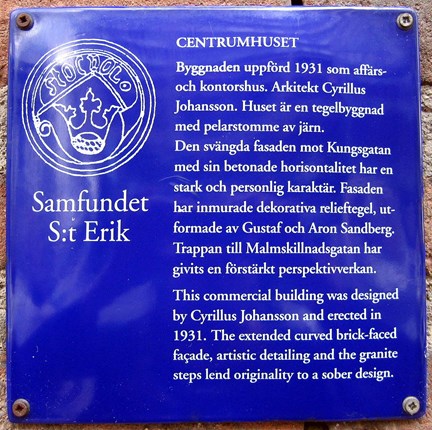 STOCHOLM
Samfundet
S:t Erik
CENTRUMHUSET
Byggnaden uppförd 1931 som affärs-
och kontorshus. Arkitekt Cyrillus
Johansson. Huset är en tegelbyggnad
med pelarstomme av järn.
Den svängda fasaden mot Kungsgatan
med sin betonade horisontalitet har en
stark och personlig karaktär. Fasaden
har inmurade dekorativa relieftegel, ut-
formade av Gustaf och Aron Sandberg.
Trappan till Malmskillnadsgatan har
givits en förstärkt perspektivverkan.
This commercial building was designed
by Cyrillus Johansson and erected in
1931. The extended curved brick-faced
façade, artistic detailing and the granite
steps lend originality to a sober design.